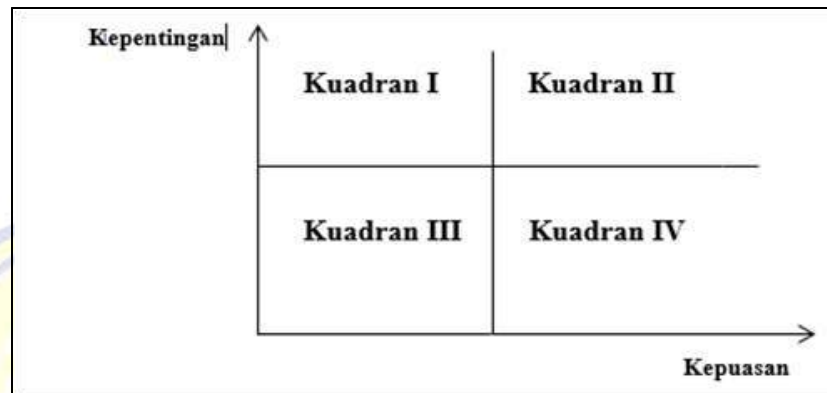 Kepentingan
Kuadran I
Kuadran II
Kuadran III
Kuadran IV
Kepuasan